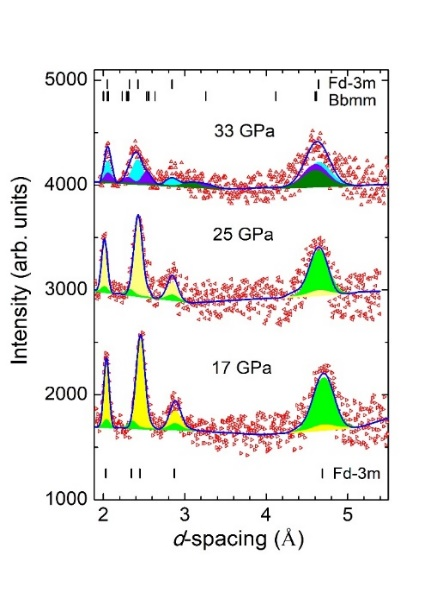 5000
Fd-3m
Bbmm
33 GPa
4000
25 GPa
3000
17 GPa
2000
Fd-3m
1000
2 3 4 5
d-spacing (Å)
Intensity (arb. units)